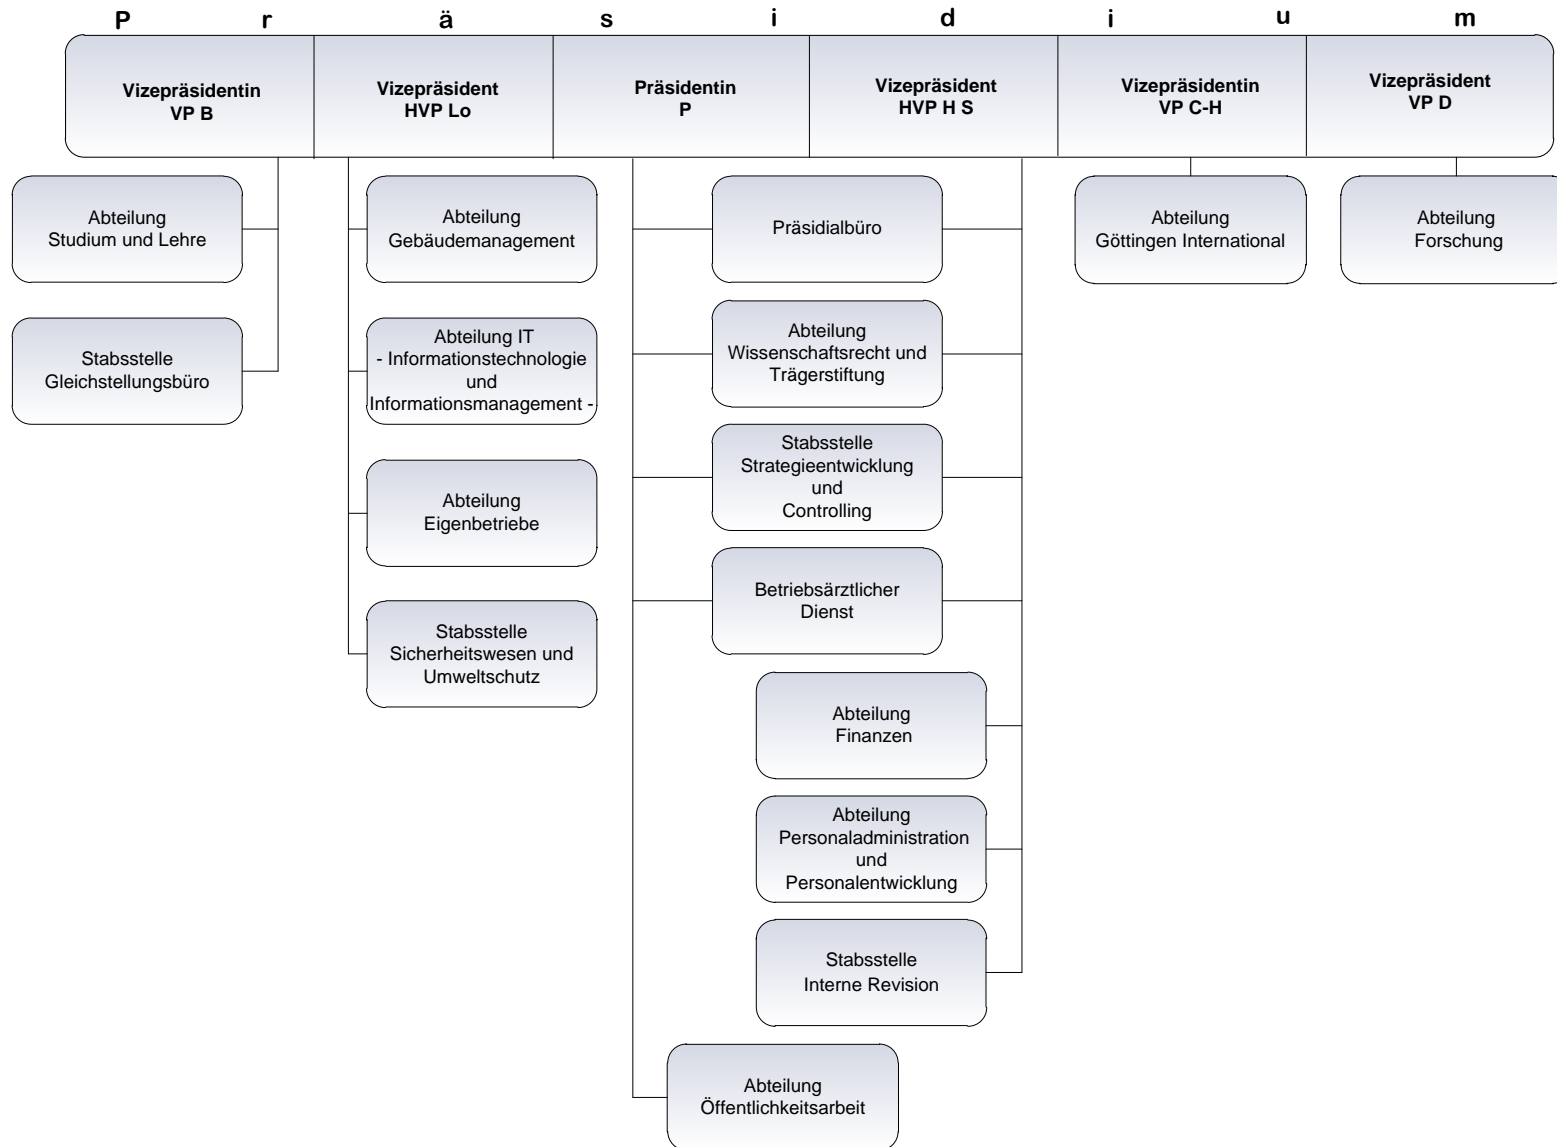 P r ä s i d i u m
Vizepräsidentin
VP B
Vizepräsident
HVP Lo
Präsidentin
P
Vizepräsident
HVP H S
Vizepräsidentin
VP C-H
Vizepräsident
VP D
Abteilung
Studium und Lehre
Stabsstelle
Gleichstellungsbüro
Abteilung
Gebäudemanagement
Abteilung IT
- Informationstechnologie
und
Informationsmanagement -
Abteilung
Eigenbetriebe
Stabsstelle
Sicherheitswesen und
Umweltschutz
Präsidialbüro
Abteilung
Wissenschaftsrecht und
Trägerstiftung
Stabsstelle
Strategieentwicklung
und
Controlling
Betriebsärztlicher
Dienst
Abteilung
Finanzen
Abteilung
Personaladministration
und
Personalentwicklung
Stabsstelle
Interne Revision
Abteilung
Öffentlichkeitsarbeit
Abteilung
Göttingen International
Abteilung
Forschung